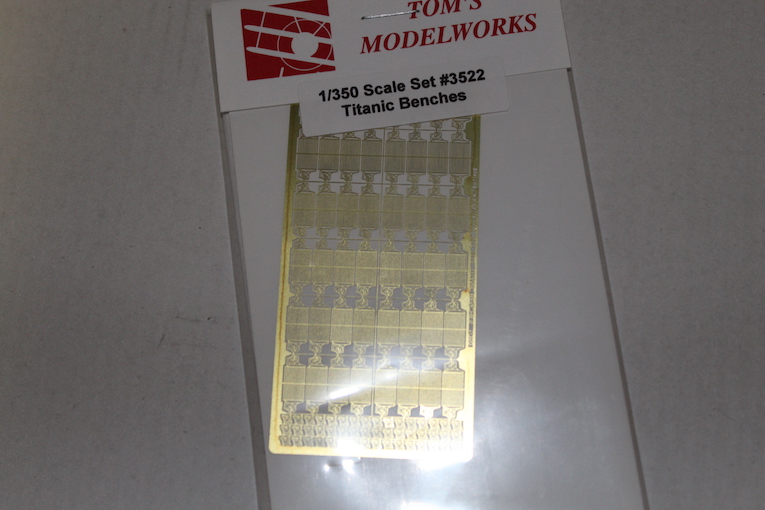 TOM'S
MODELWORKS
1/350 Scale Set #3522
Titanic Benches